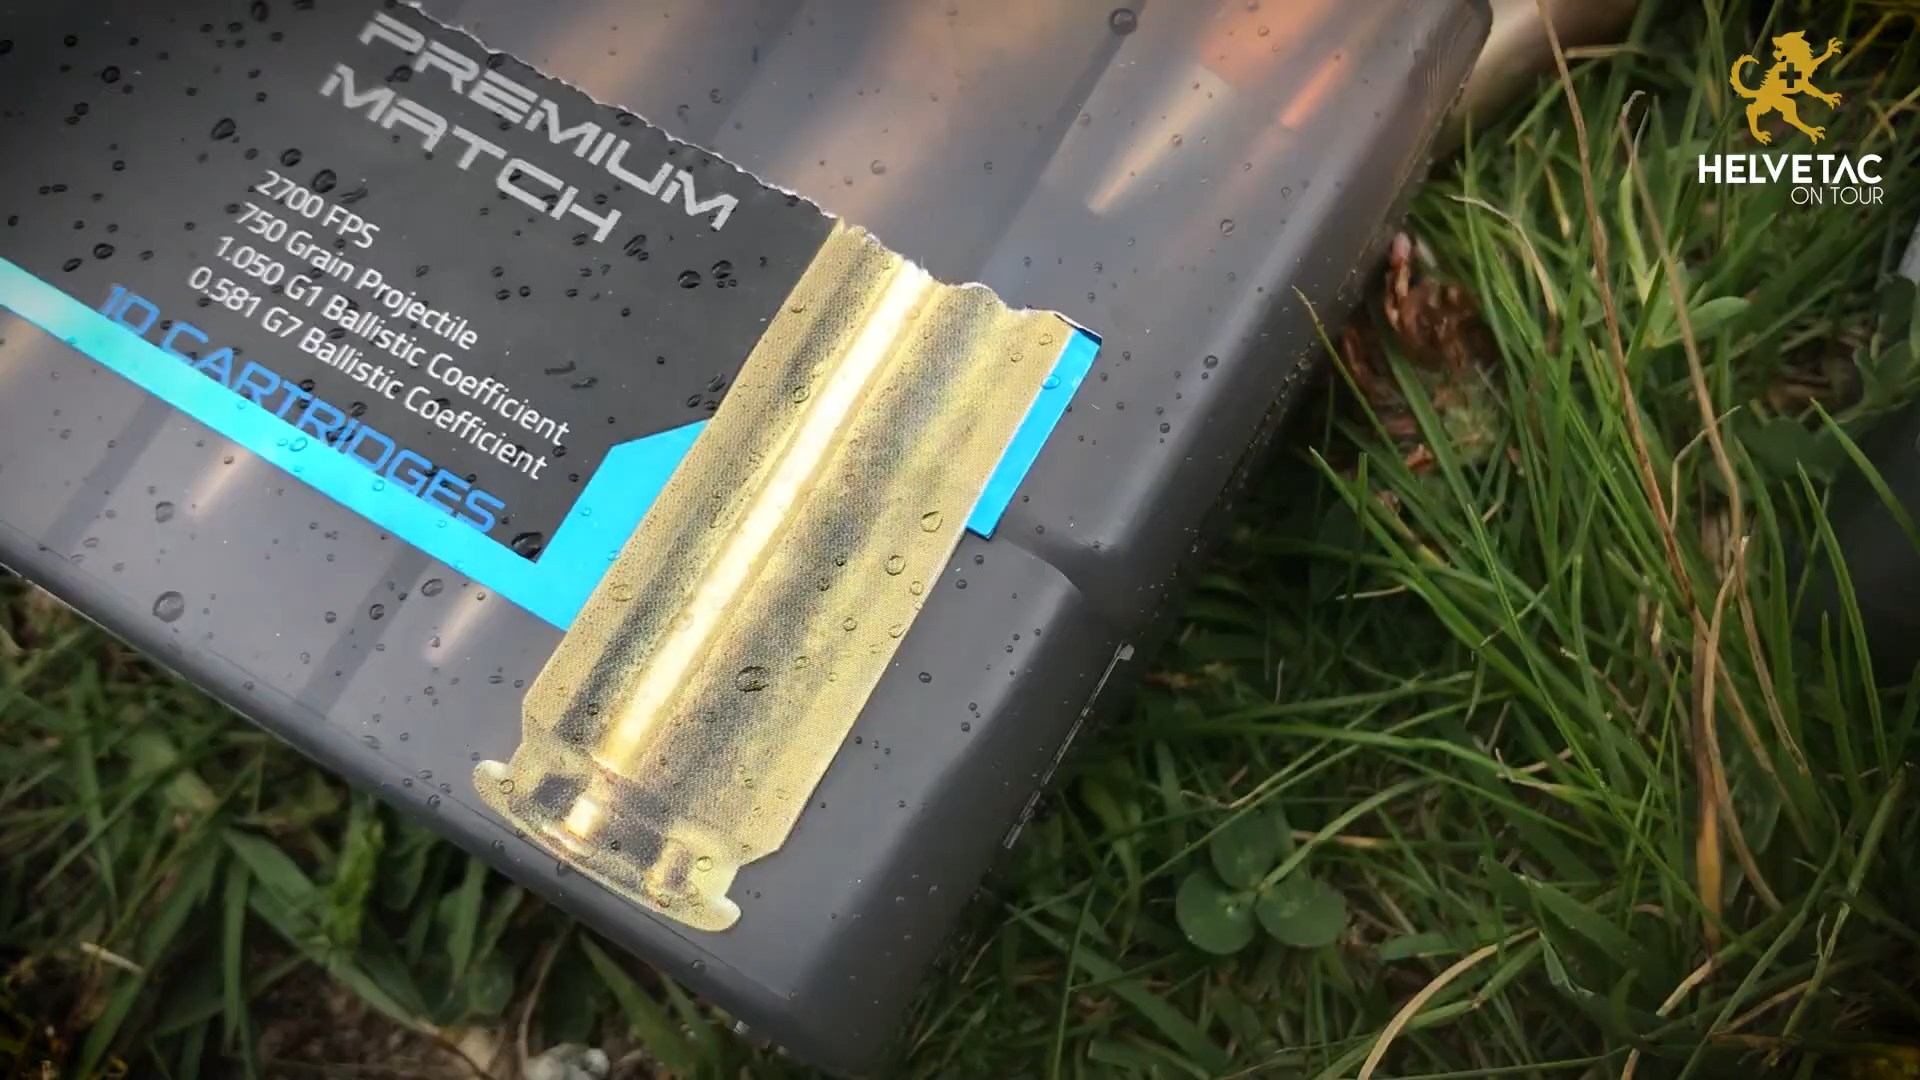 PREMIUM
MATCH
2700 FPS
750 Grain Projectile
1.050 G1 Ballistic Coefficient
0.581 G7 Ballistic Coefficient
10 CARTRIDGES
HELVETAC
ON TOUR